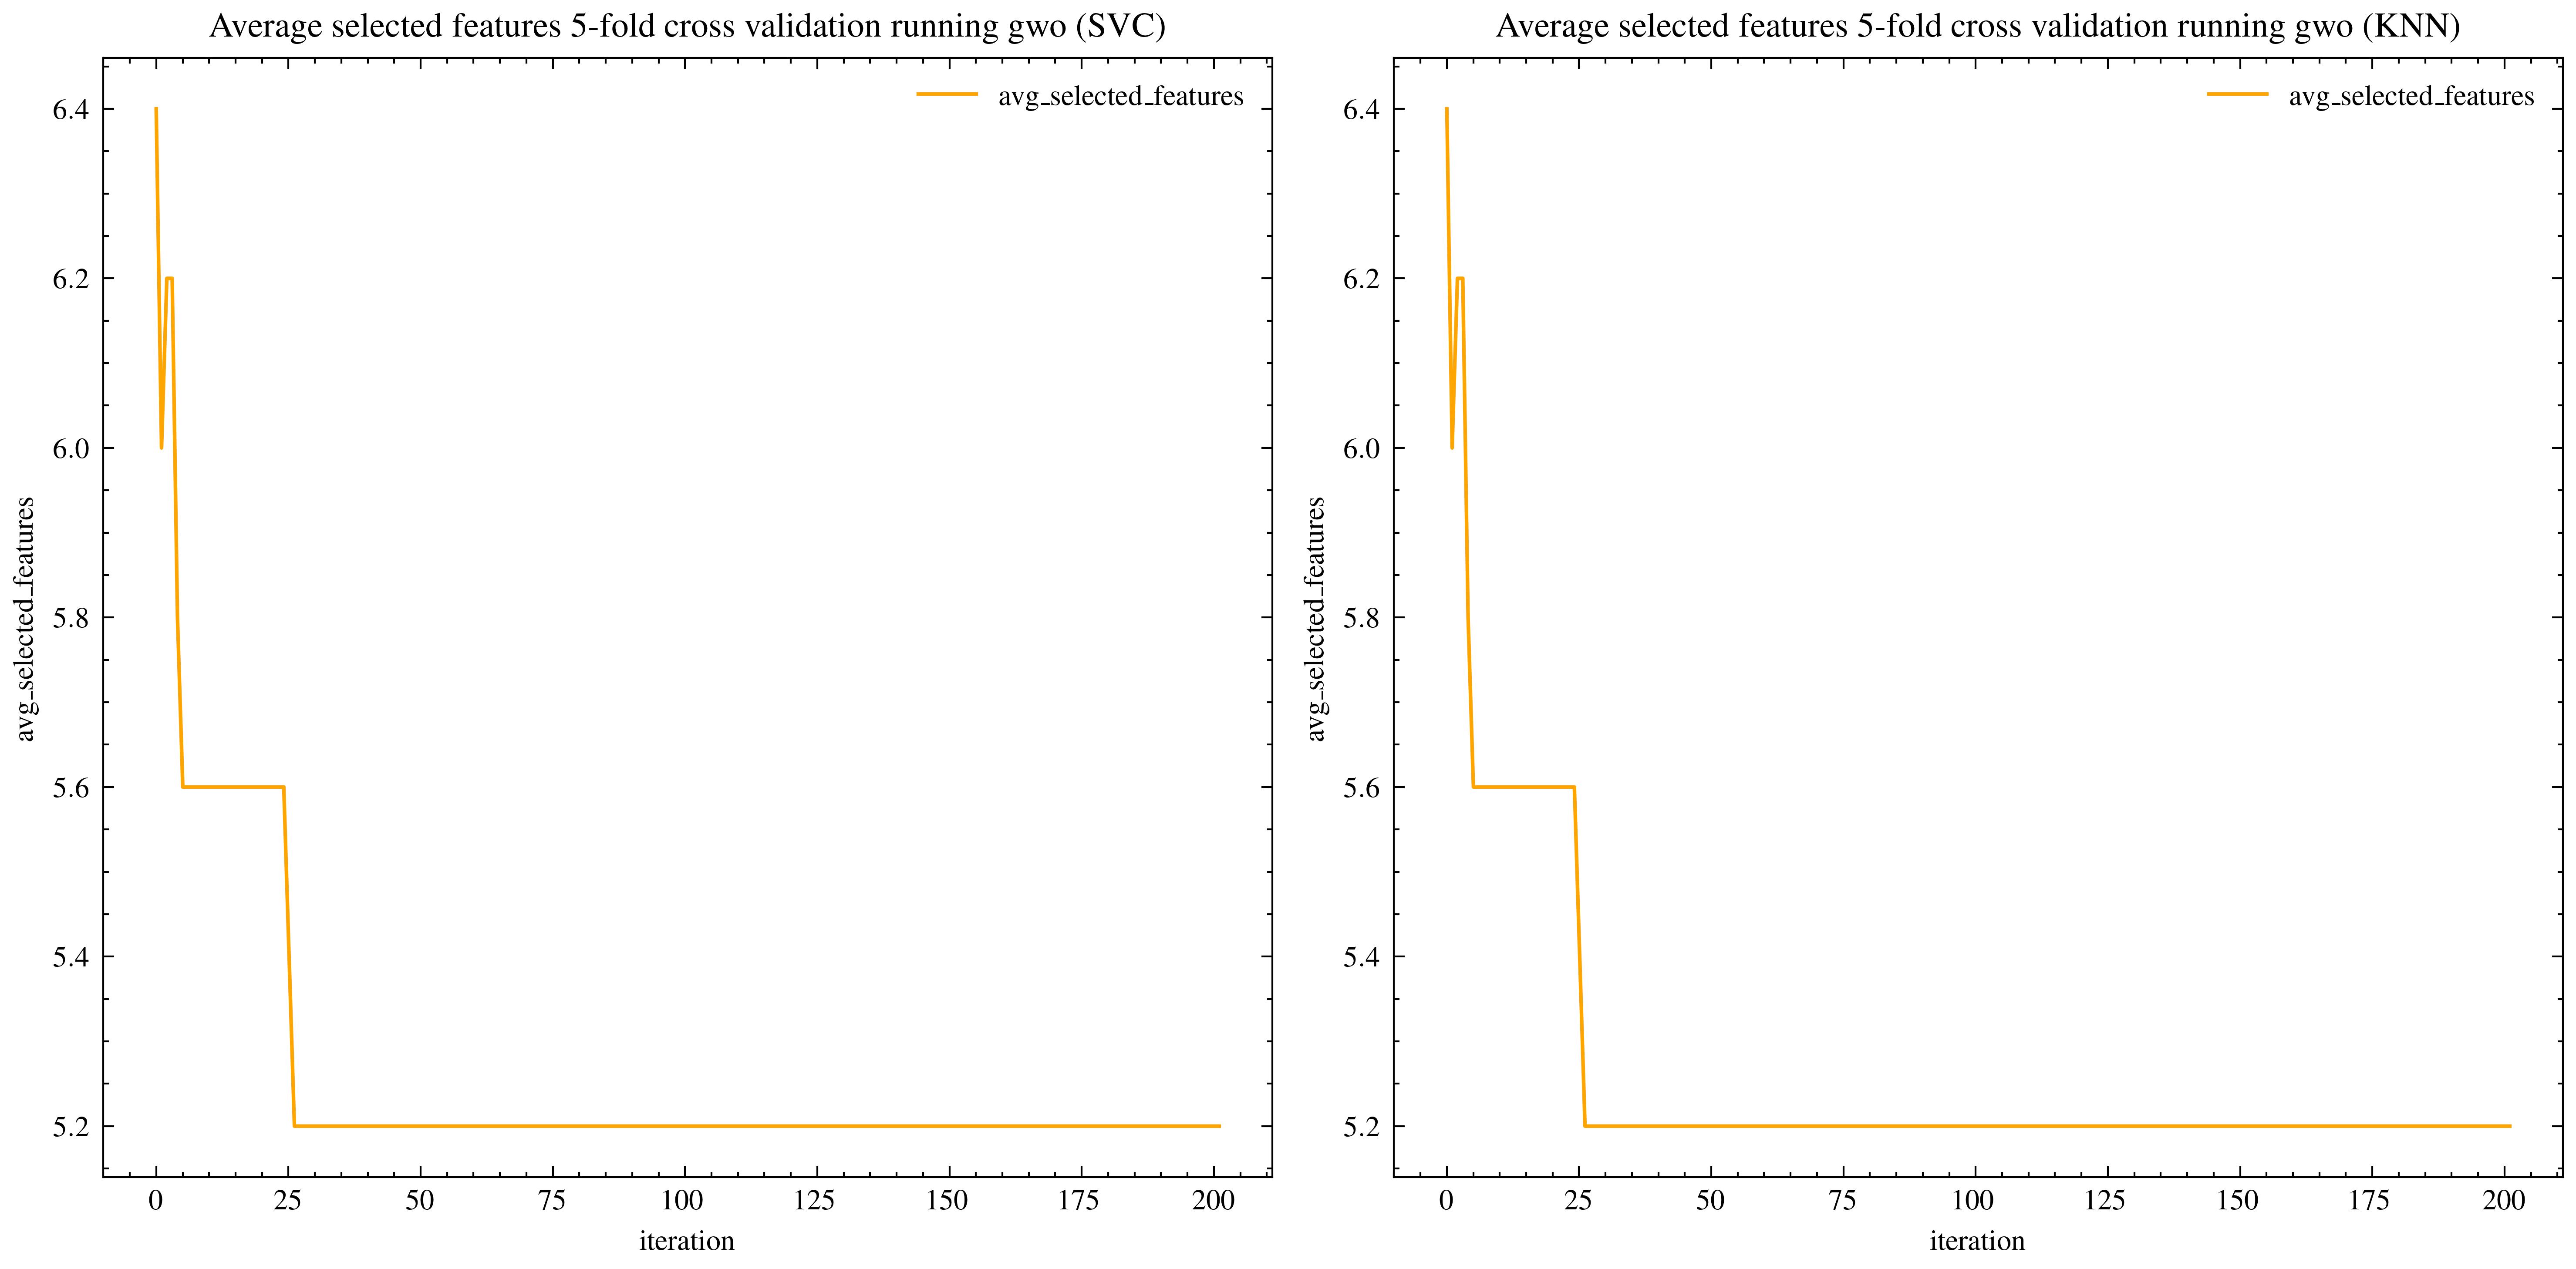 Average selected features 5-fold cross validation running gwo (SVC)
avg_selected_features
6.4
6.2
6.0
5.8
5.6
5.4
5.2
avg_selected_features
0 25 50 75 100 125 150 175 200
iteration
Average selected features 5-fold cross validation running gwo (KNN)
avg_selected_features
6.4
6.2
6.0
5.8
5.6
5.4
5.2
avg_selected_features
0 25 50 75 100 125 150 175 200
iteration